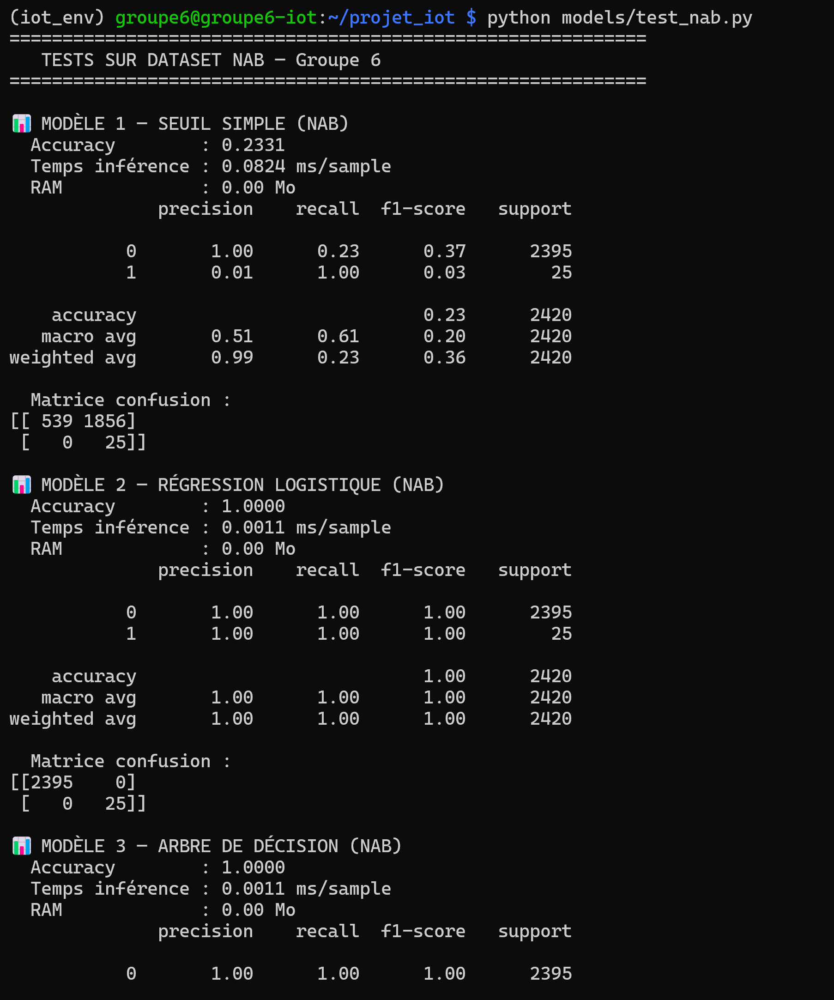 (iot_env) groupe6@groupe6-iot:~/projet_iot $ python models/test_nab.py
============================================================
   TESTS SUR DATASET NAB — Groupe 6
============================================================

📊 MODÈLE 1 — SEUIL SIMPLE (NAB)
  Accuracy        : 0.2331
  Temps inférence : 0.0824 ms/sample
  RAM             : 0.00 Mo
              precision    recall  f1-score   support

           0       1.00      0.23      0.37      2395
           1       0.01      1.00      0.03        25

    accuracy                           0.23      2420
   macro avg       0.51      0.61      0.20      2420
weighted avg       0.99      0.23      0.36      2420

  Matrice confusion :
[[ 539 1856]
 [   0   25]]

📊 MODÈLE 2 — RÉGRESSION LOGISTIQUE (NAB)
  Accuracy        : 1.0000
  Temps inférence : 0.0011 ms/sample
  RAM             : 0.00 Mo
              precision    recall  f1-score   support

           0       1.00      1.00      1.00      2395
           1       1.00      1.00      1.00        25

    accuracy                           1.00      2420
   macro avg       1.00      1.00      1.00      2420
weighted avg       1.00      1.00      1.00      2420

  Matrice confusion :
[[2395    0]
 [   0   25]]

📊 MODÈLE 3 — ARBRE DE DÉCISION (NAB)
  Accuracy        : 1.0000
  Temps inférence : 0.0011 ms/sample
  RAM             : 0.00 Mo
              precision    recall  f1-score   support

           0       1.00      1.00      1.00      2395